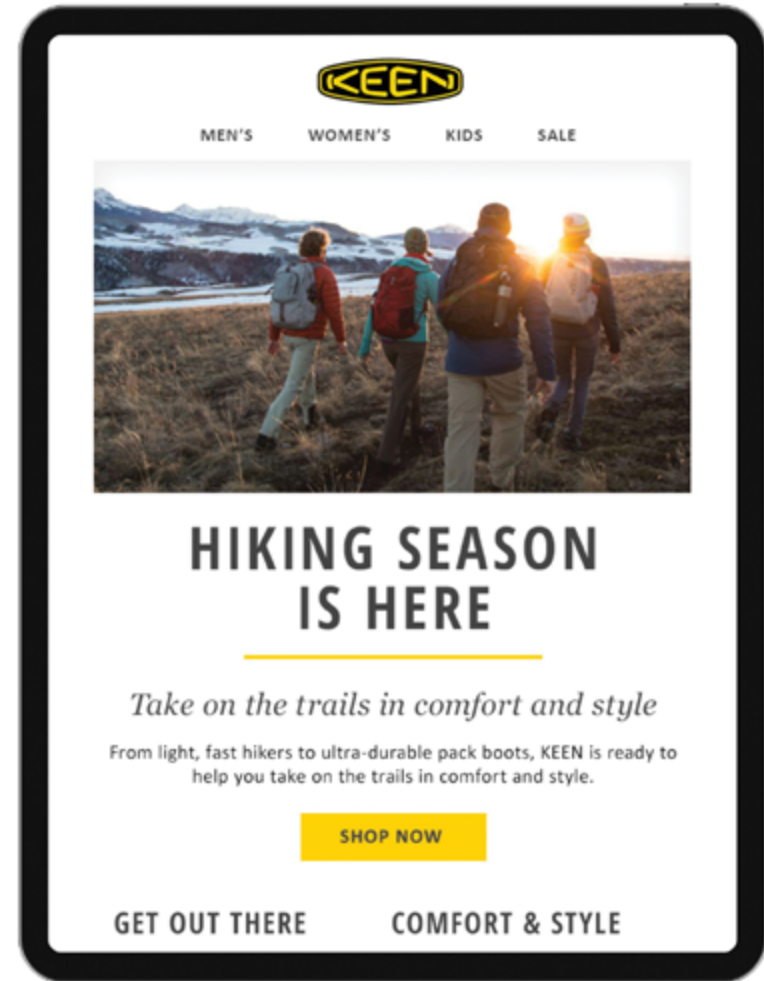 KEEN
MEN'S WOMEN'S KIDS SALE
HIKING SEASON
IS HERE
Take on the trails in comfort and style
From light, fast hikers to ultra-durable pack boots, KEEN is ready to
help you take on the trails in comfort and style.
SHOP NOW
GET OUT THERE COMFORT & STYLE